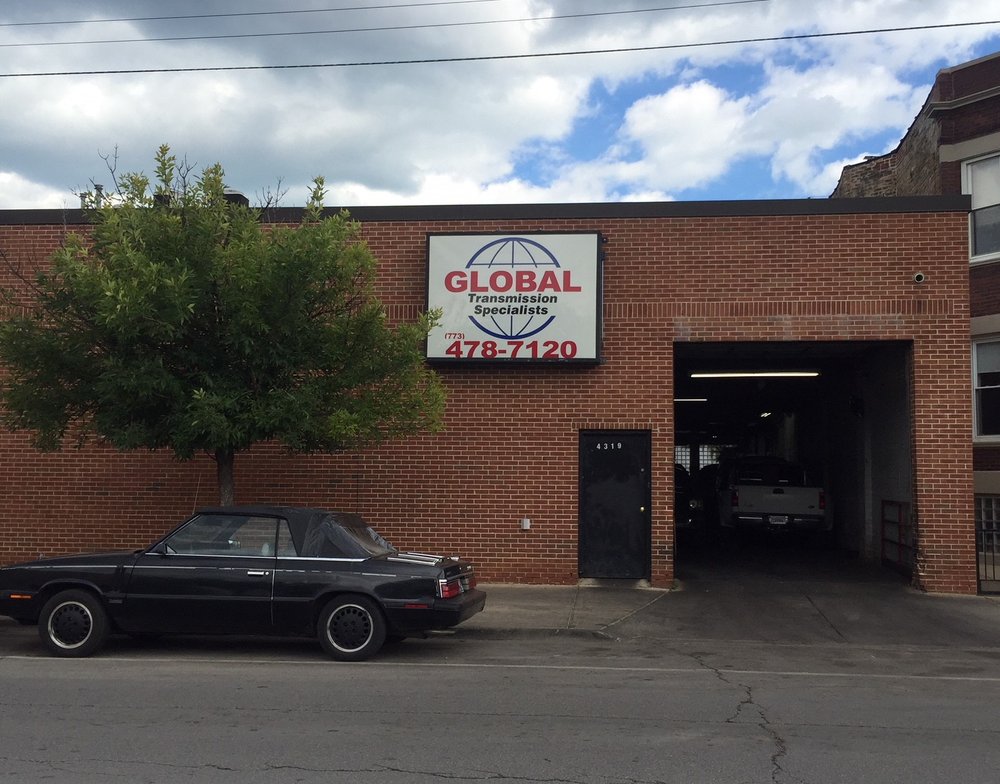 GLOBAL
Transmission
Specialists
(773)
478-7120
4319